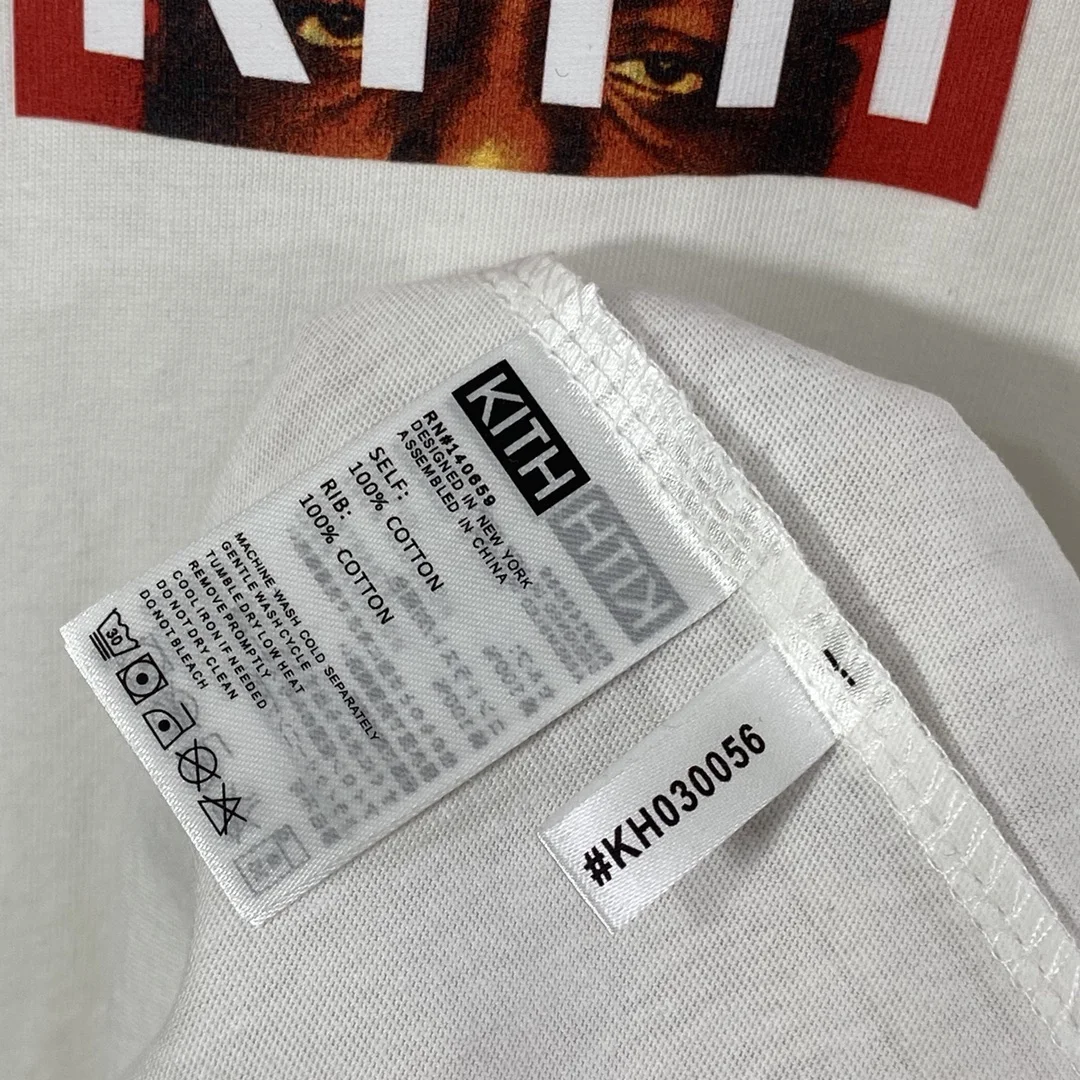 KITH
KITH
RN#140659
DESIGNED IN NEW YORK
ASSEMBLED IN CHINA
SELF:
100% COTTON
RIB:
100% COTTON
MACHINE WASH COLD SEPARATELY
GENTLE WASH CYCLE
TUMBLE DRY LOW HEAT
REMOVE PROMPTLY
COOL IRON IF NEEDED
DO NOT DRY CLEAN
DO NOT BLEACH
30
#KH030056